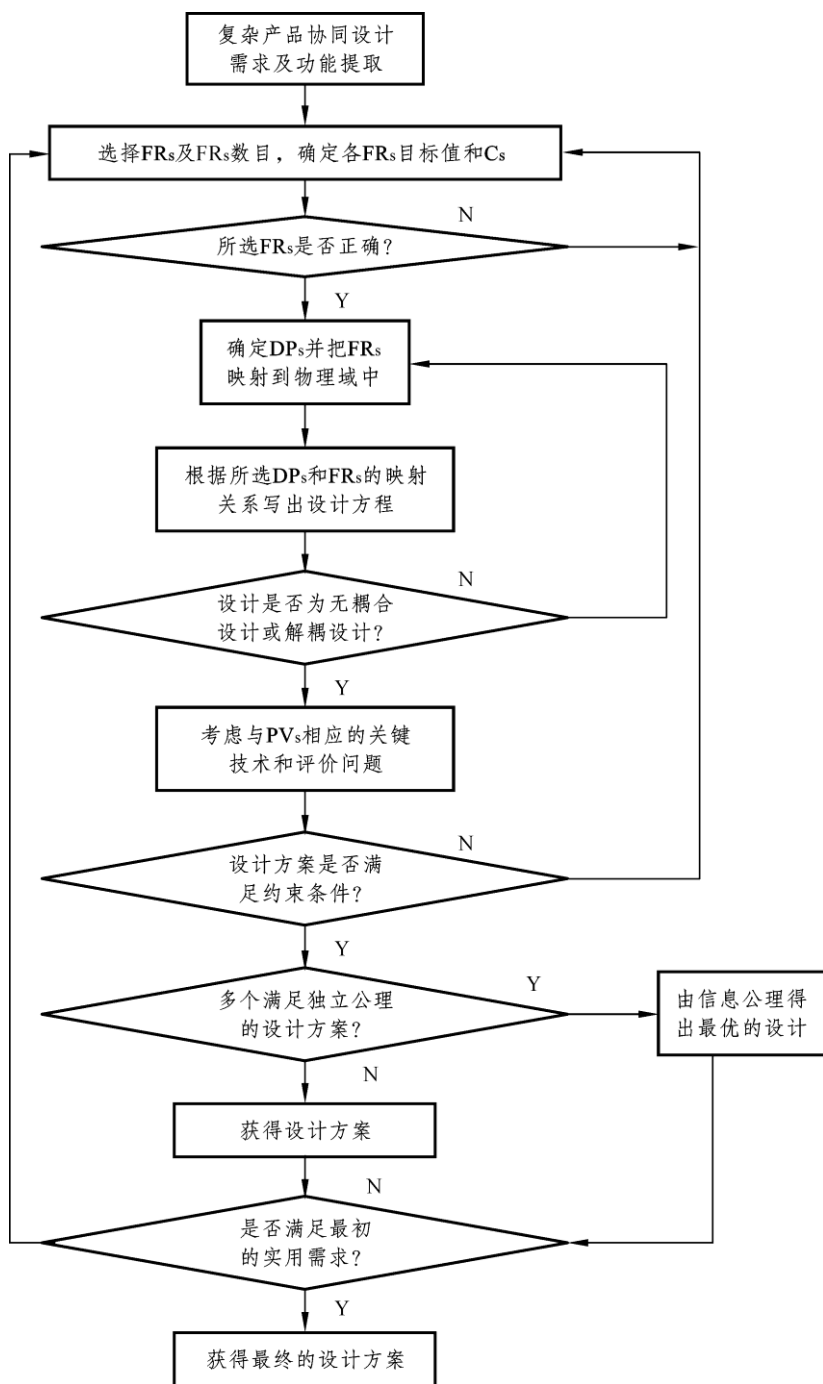 复杂产品协同设计
需求及功能提取
选择FRs及FRs数目，确定各FRs目标值和Cs
N
所选FRs是否正确？
Y
确定DPs并把FRs
映射到物理域中
根据所选DPs和FRs的映射
关系写出设计方程
N
设计是否为无耦合
设计或解耦设计？
Y
考虑与PVs相应的关键
技术和评价问题
N
设计方案是否满
足约束条件？
Y
多个满足独立公理
的设计方案？
Y
由信息公理得
出最优的设计
N
获得设计方案
N
是否满足最初
的实用需求？
Y
获得最终的设计方案